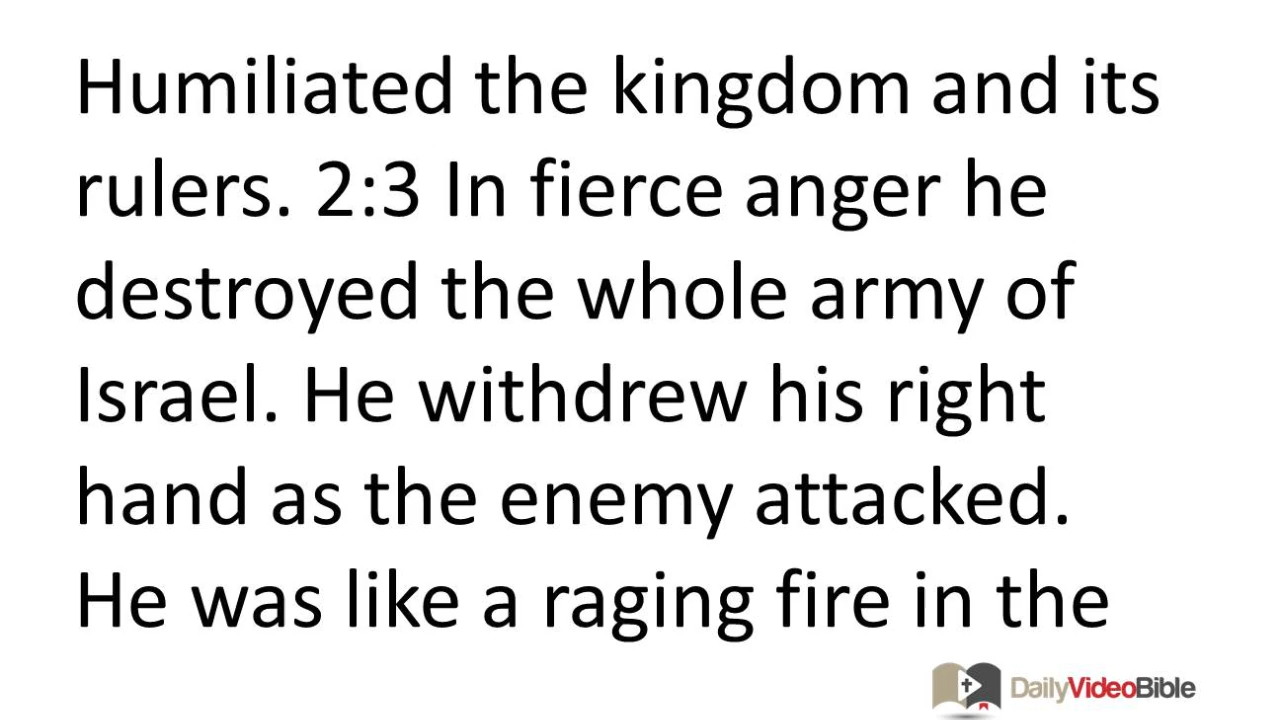 Humiliated the kingdom and its
rulers. 2:3 In fierce anger he
destroyed the whole army of
Israel. He withdrew his right
hand as the enemy attacked.
He was like a raging fire in the
DailyVideoBible